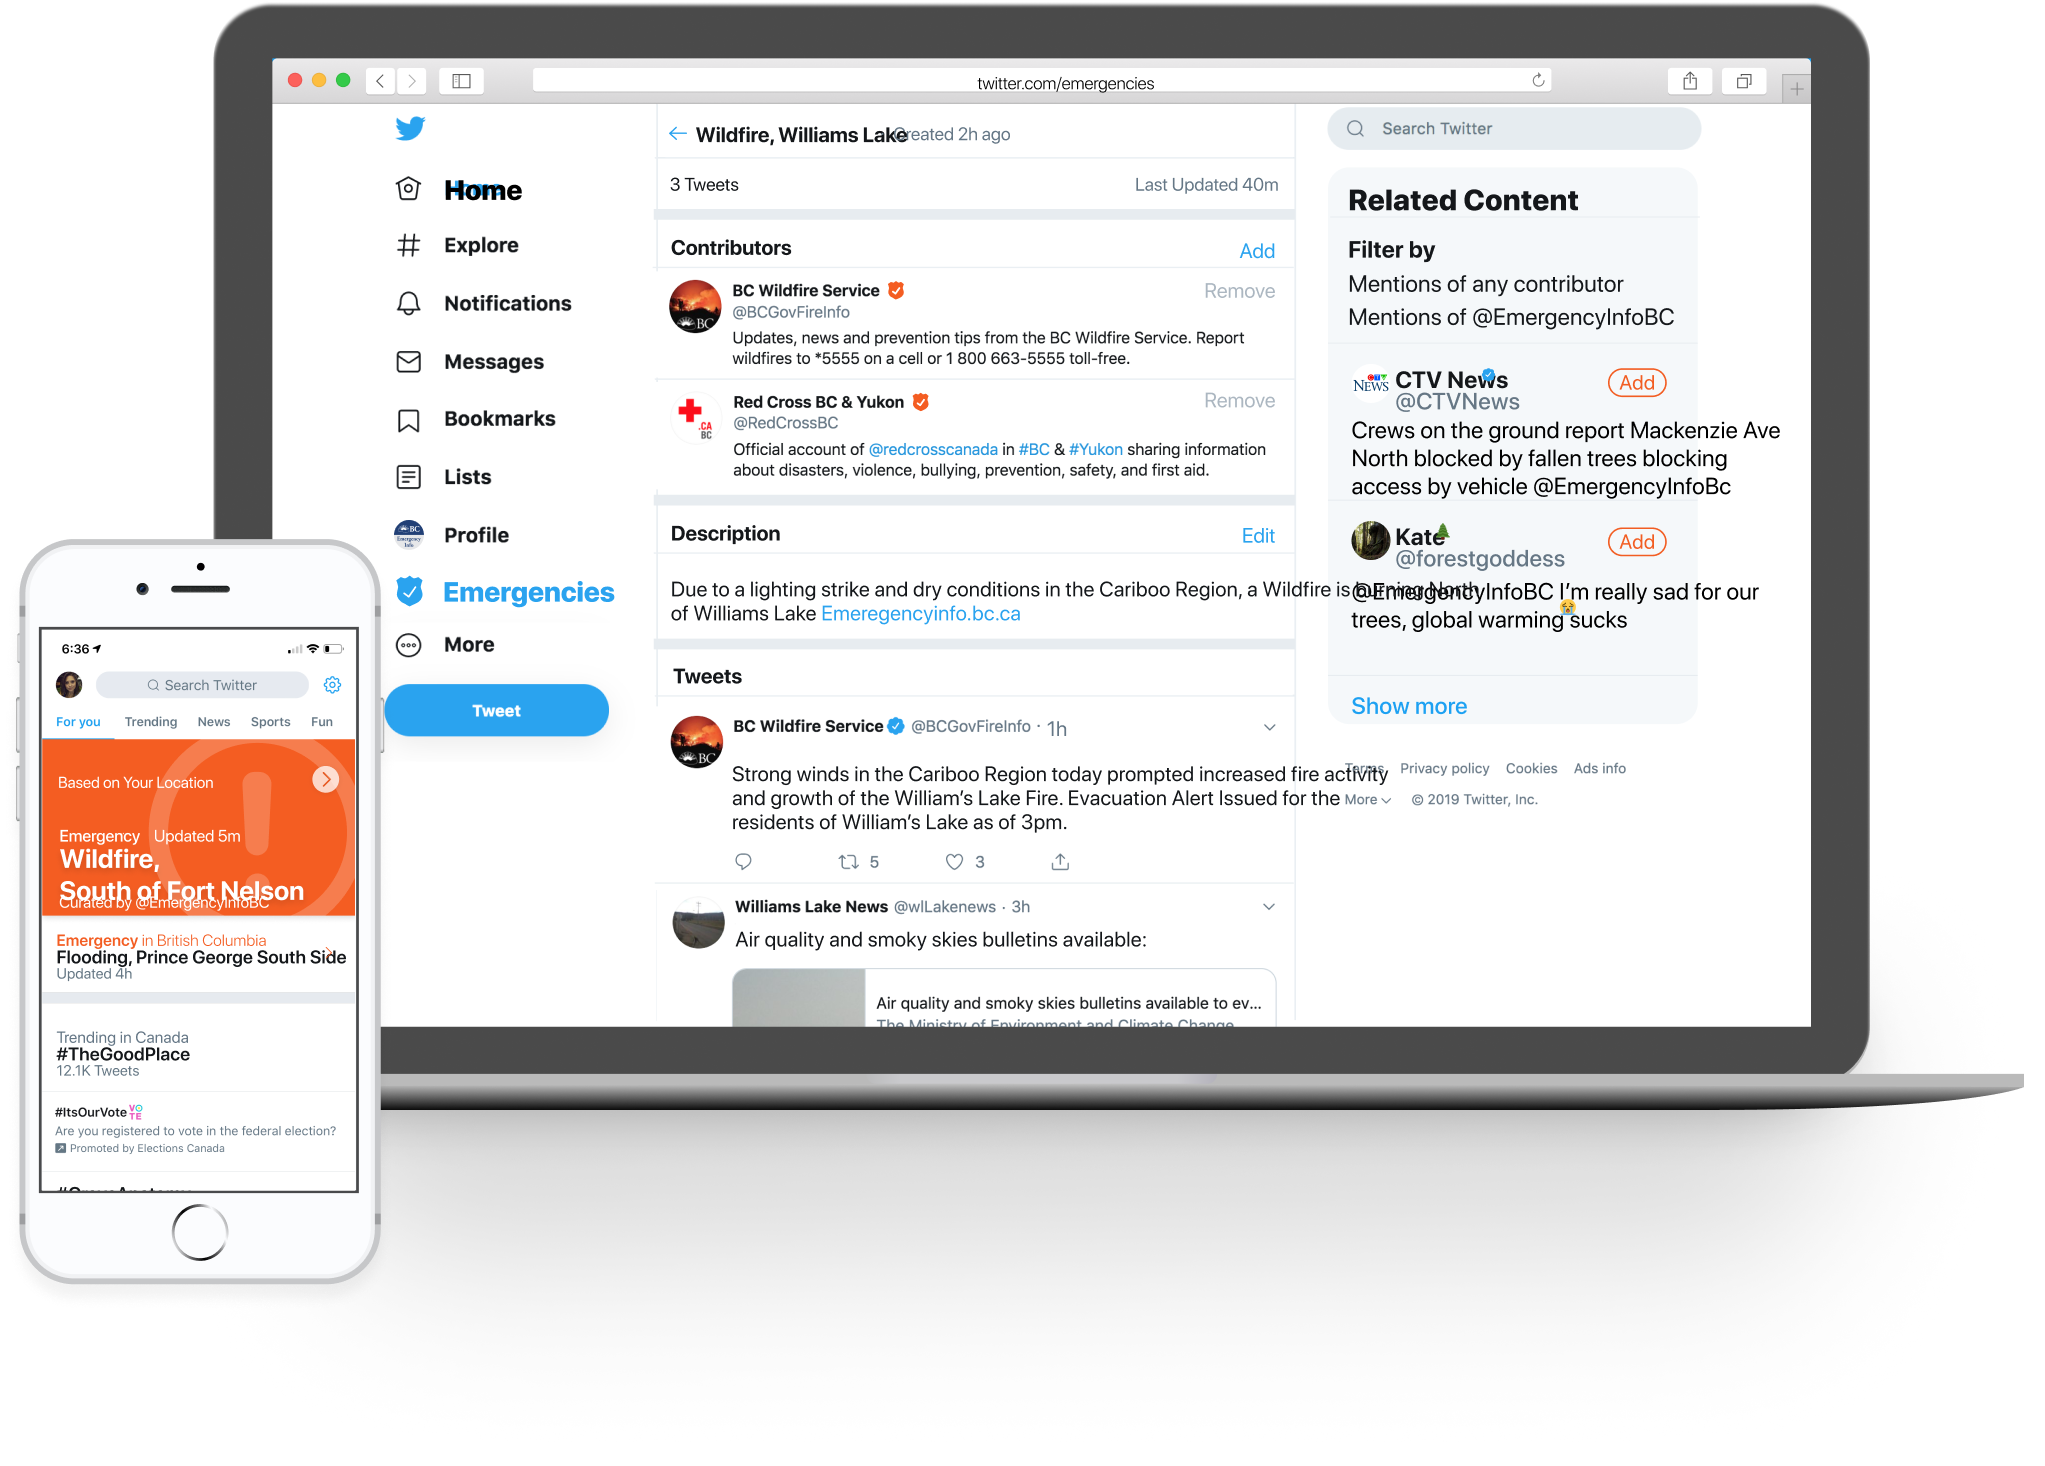 twitter.com/emergencies
Home
Explore
Notifications
Messages
Bookmarks
Lists
Profile
Emergencies
More
Tweet
Wildfire, Williams Lake
Created 2h ago
3 Tweets
Last Updated 40m
Contributors
Add
BC Wildfire Service
@BCGovFireInfo
Remove
Updates, news and prevention tips from the BC Wildfire Service. Report
wildfires to *5555 on a cell or 1 800 663-5555 toll-free.
Red Cross BC & Yukon
@RedCrossBC
Remove
Official account of @redcrosscanada in #BC & #Yukon sharing information
about disasters, violence, bullying, prevention, safety, and first aid.
Description
Edit
Due to a lighting strike and dry conditions in the Cariboo Region, a Wildfire is burning North
of Williams Lake Emeregencyinfo.bc.ca
Tweets
BC Wildfire Service @BCGovFireInfo · 1h
Strong winds in the Cariboo Region today prompted increased fire activity
and growth of the William's Lake Fire. Evacuation Alert Issued for the
residents of William's Lake as of 3pm.
5
3
Williams Lake News @wlLakenews · 3h
Air quality and smoky skies bulletins available:
Air quality and smoky skies bulletins available to ev...
The Ministry of Environment and Climate Change
Search Twitter
Related Content
Filter by
Mentions of any contributor
Mentions of @EmergencyInfoBC
NEWS
CTV News
@CTVNews
Add
Crews on the ground report Mackenzie Ave
North blocked by fallen trees blocking
access by vehicle @EmergencyInfoBc
Kate
@forestgoddess
Add
@EmergencyInfoBC I'm really sad for our
trees, global warming sucks
Show more
Terms Privacy policy Cookies Ads info
More © 2019 Twitter, Inc.
6:36
Search Twitter
For you Trending News Sports Fun
Based on Your Location
Emergency Updated 5m
Wildfire,
South of Fort Nelson
Curated by @EmergencyInfoBC
Emergency in British Columbia
Flooding, Prince George South Side
Updated 4h
Trending in Canada
#TheGoodPlace
12.1K Tweets
#ItsOurVote VOTE
Are you registered to vote in the federal election?
Promoted by Elections Canada